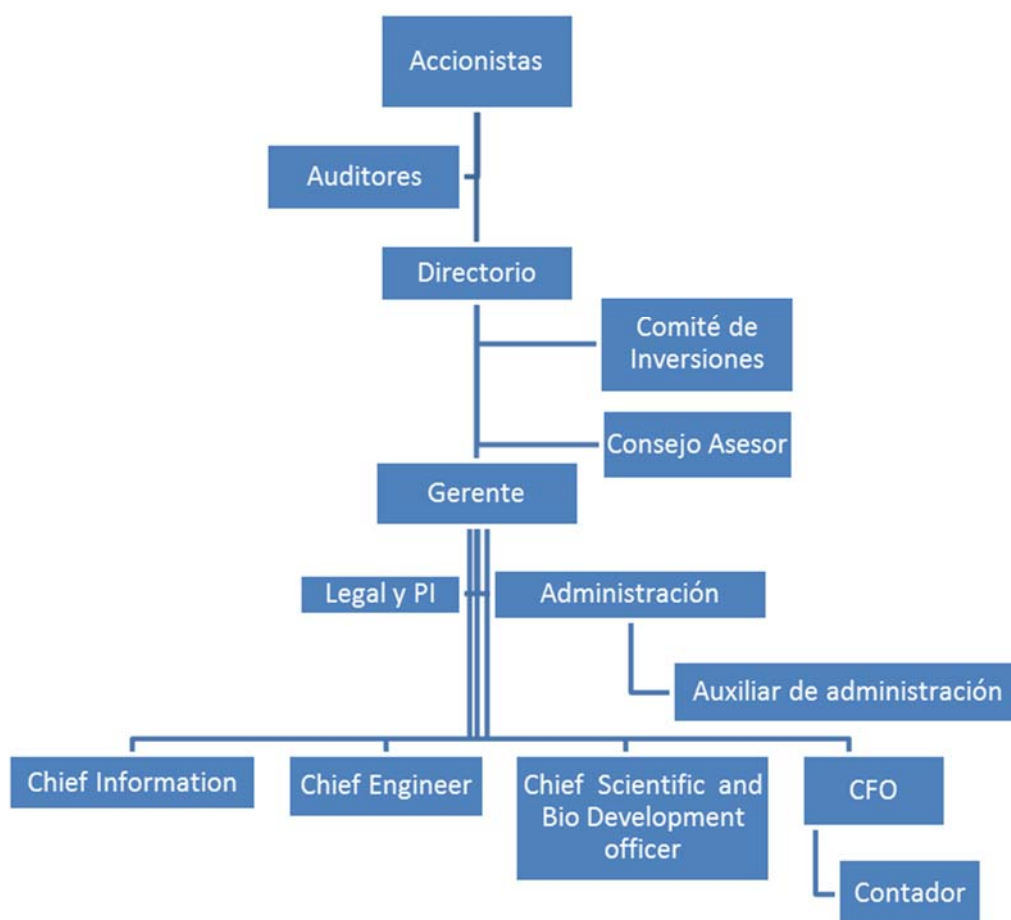 Accionistas
Auditores
Directorio
Comité de
Inversiones
Consejo Asesor
Gerente
Legal y PI
Administración
Auxiliar de administración
Chief Information
Chief Engineer
Chief Scientific and
Bio Development
officer
CFO
Contador